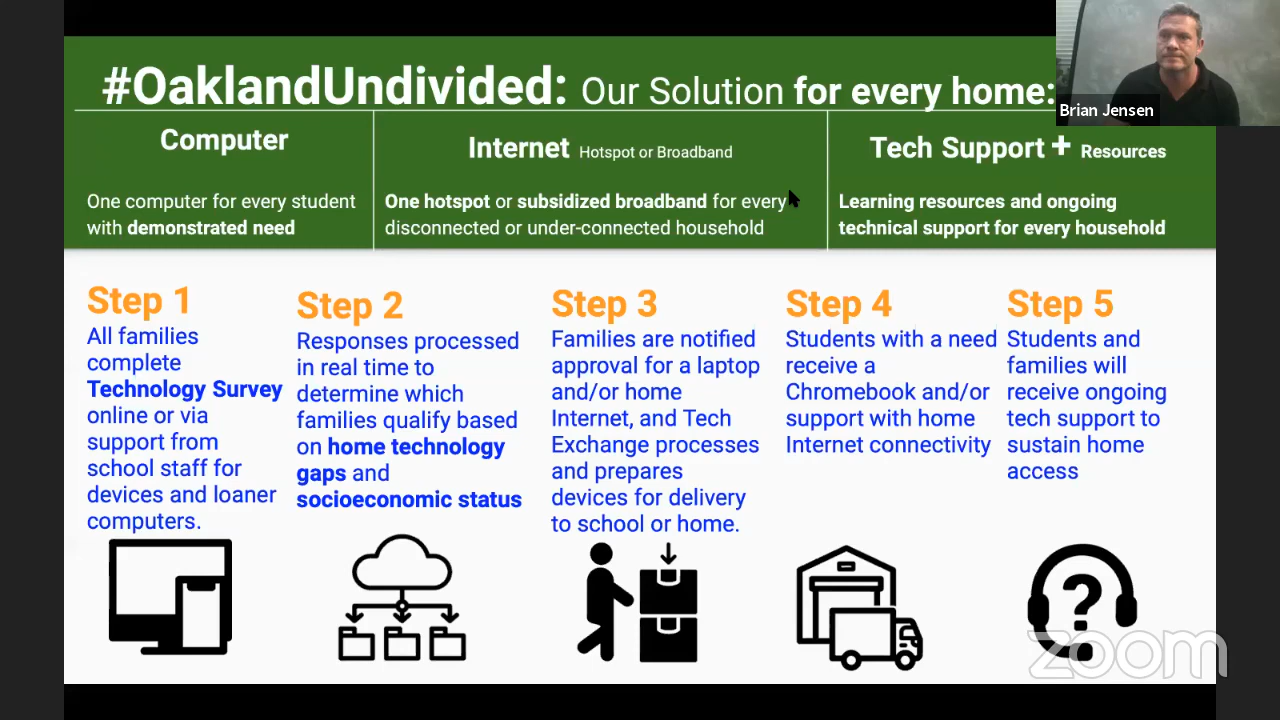 #OaklandUndivided: Our Solution for every home:
Brian Jensen
Computer
One computer for every student
with demonstrated need
Internet Hotspot or Broadband
One hotspot or subsidized broadband for every
disconnected or under-connected household
Tech Support + Resources
Learning resources and ongoing
technical support for every household
Step 1
All families
complete
Technology Survey
online or via
support from
school staff for
devices and loaner
computers.
Step 2
Responses processed
in real time to
determine which
families qualify based
on home technology
gaps and
socioeconomic status
Step 3
Families are notified
approval for a laptop
and/or home
Internet, and Tech
Exchange processes
and prepares
devices for delivery
to school or home.
Step 4
Students with a need
receive a
Chromebook and/or
support with home
Internet connectivity
Step 5
Students and
families will
receive ongoing
tech support to
sustain home
access
?
zoom